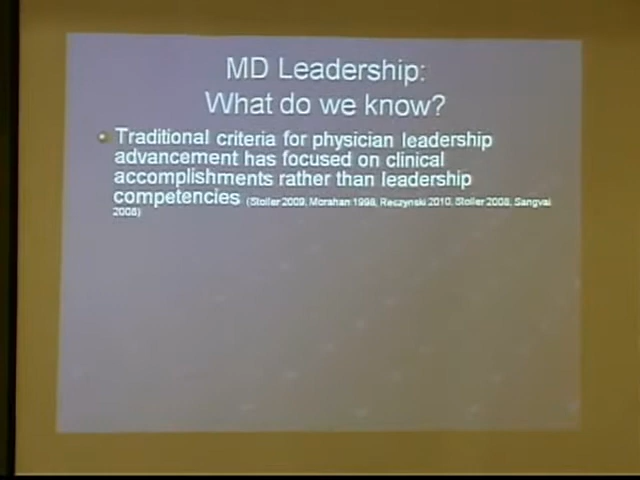 MD Leadership:
What do we know?
Traditional criteria for physician leadership
advancement has focused on clinical
accomplishments rather than leadership
competencies (Stoller 2009, Morahan 1998, Reczynski 2010, Stoller 2008, Sangvai
2008)